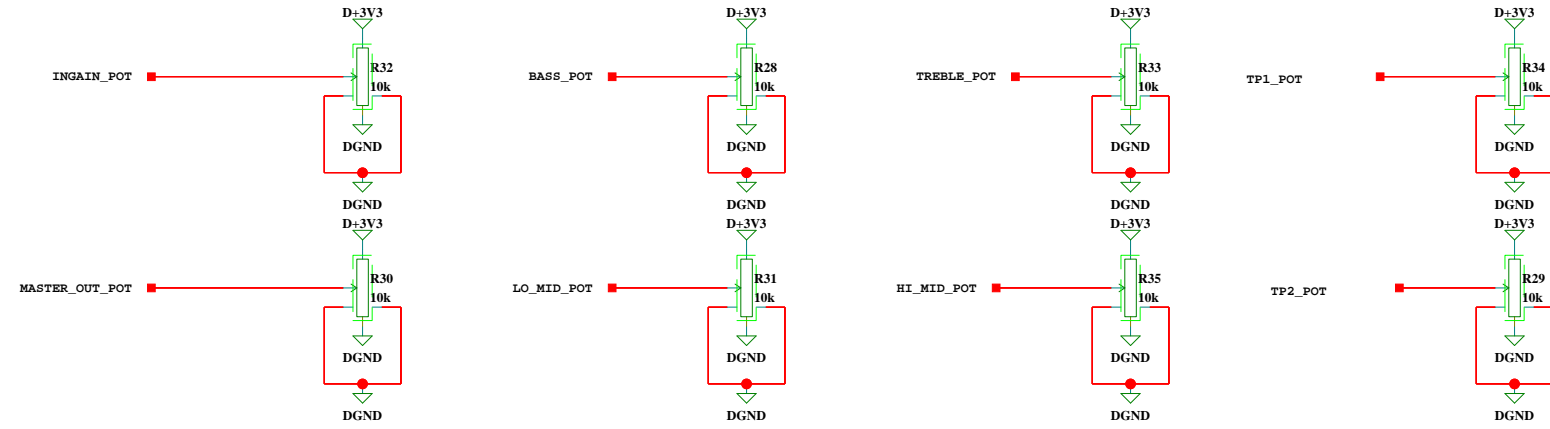 D+3V3 D+3V3 D+3V3 D+3V3
INGAIN_POT R32 BASS_POT R28 TREBLE_POT R33 TP1_POT R34
10k 10k 10k 10k
DGND DGND DGND DGND
DGND DGND DGND DGND
D+3V3 D+3V3 D+3V3 D+3V3
MASTER_OUT_POT R30 LO_MID_POT R31 HI_MID_POT R35 TP2_POT R29
10k 10k 10k 10k
DGND DGND DGND DGND
DGND DGND DGND DGND